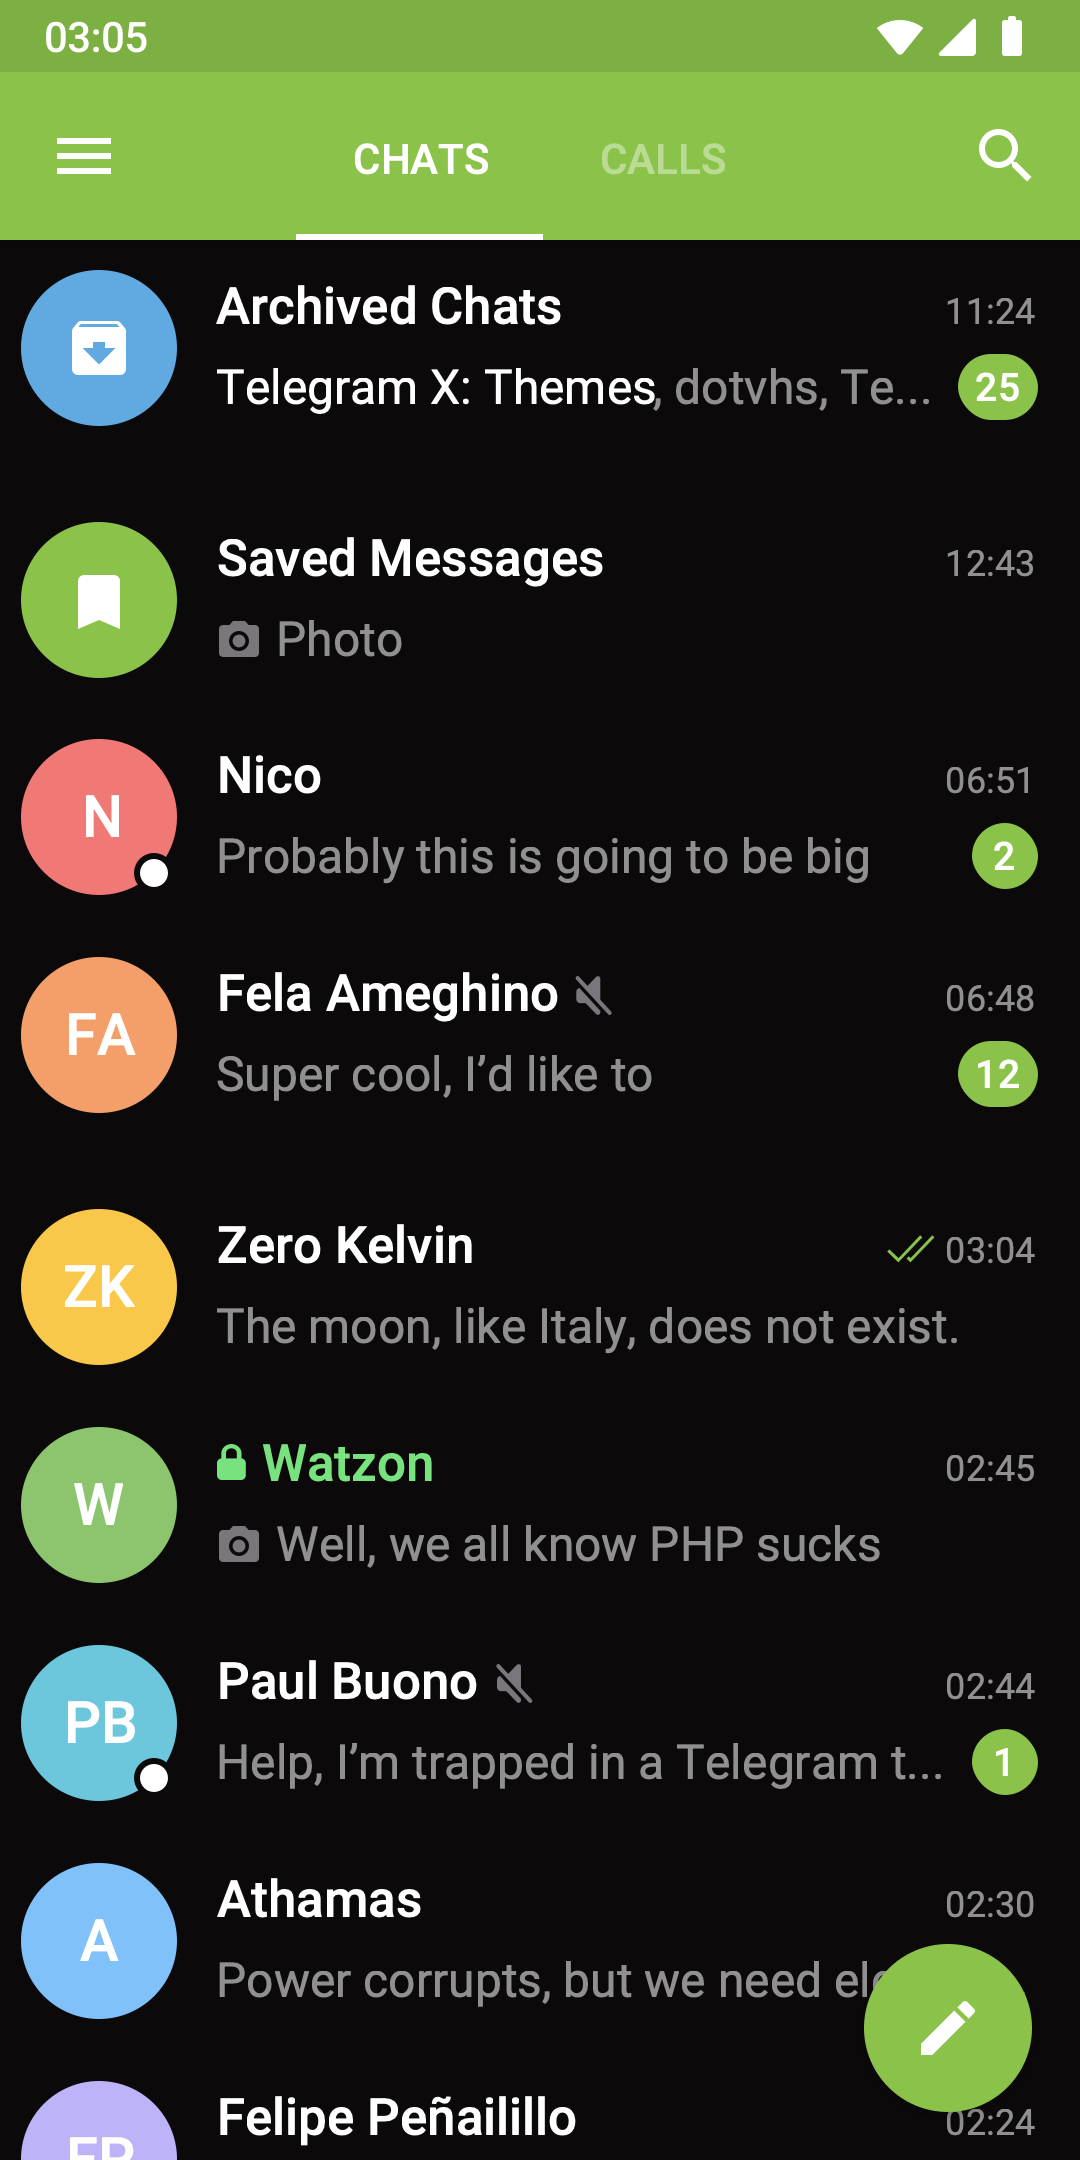 03:05
CHATS CALLS
Archived Chats 11:24
Telegram X: Themes, dotvhs, Te... 25
Saved Messages 12:43
Photo
Nico 06:51
N
Probably this is going to be big 2
Fela Ameghino 06:48
FA
Super cool, I’d like to 12
Zero Kelvin 03:04
ZK
The moon, like Italy, does not exist.
Watzon 02:45
W
Well, we all know PHP sucks
Paul Buono 02:44
PB
Help, I’m trapped in a Telegram t... 1
Athamas 02:30
A
Power corrupts, but we need
Felipe Peñailillo 02:24
FP